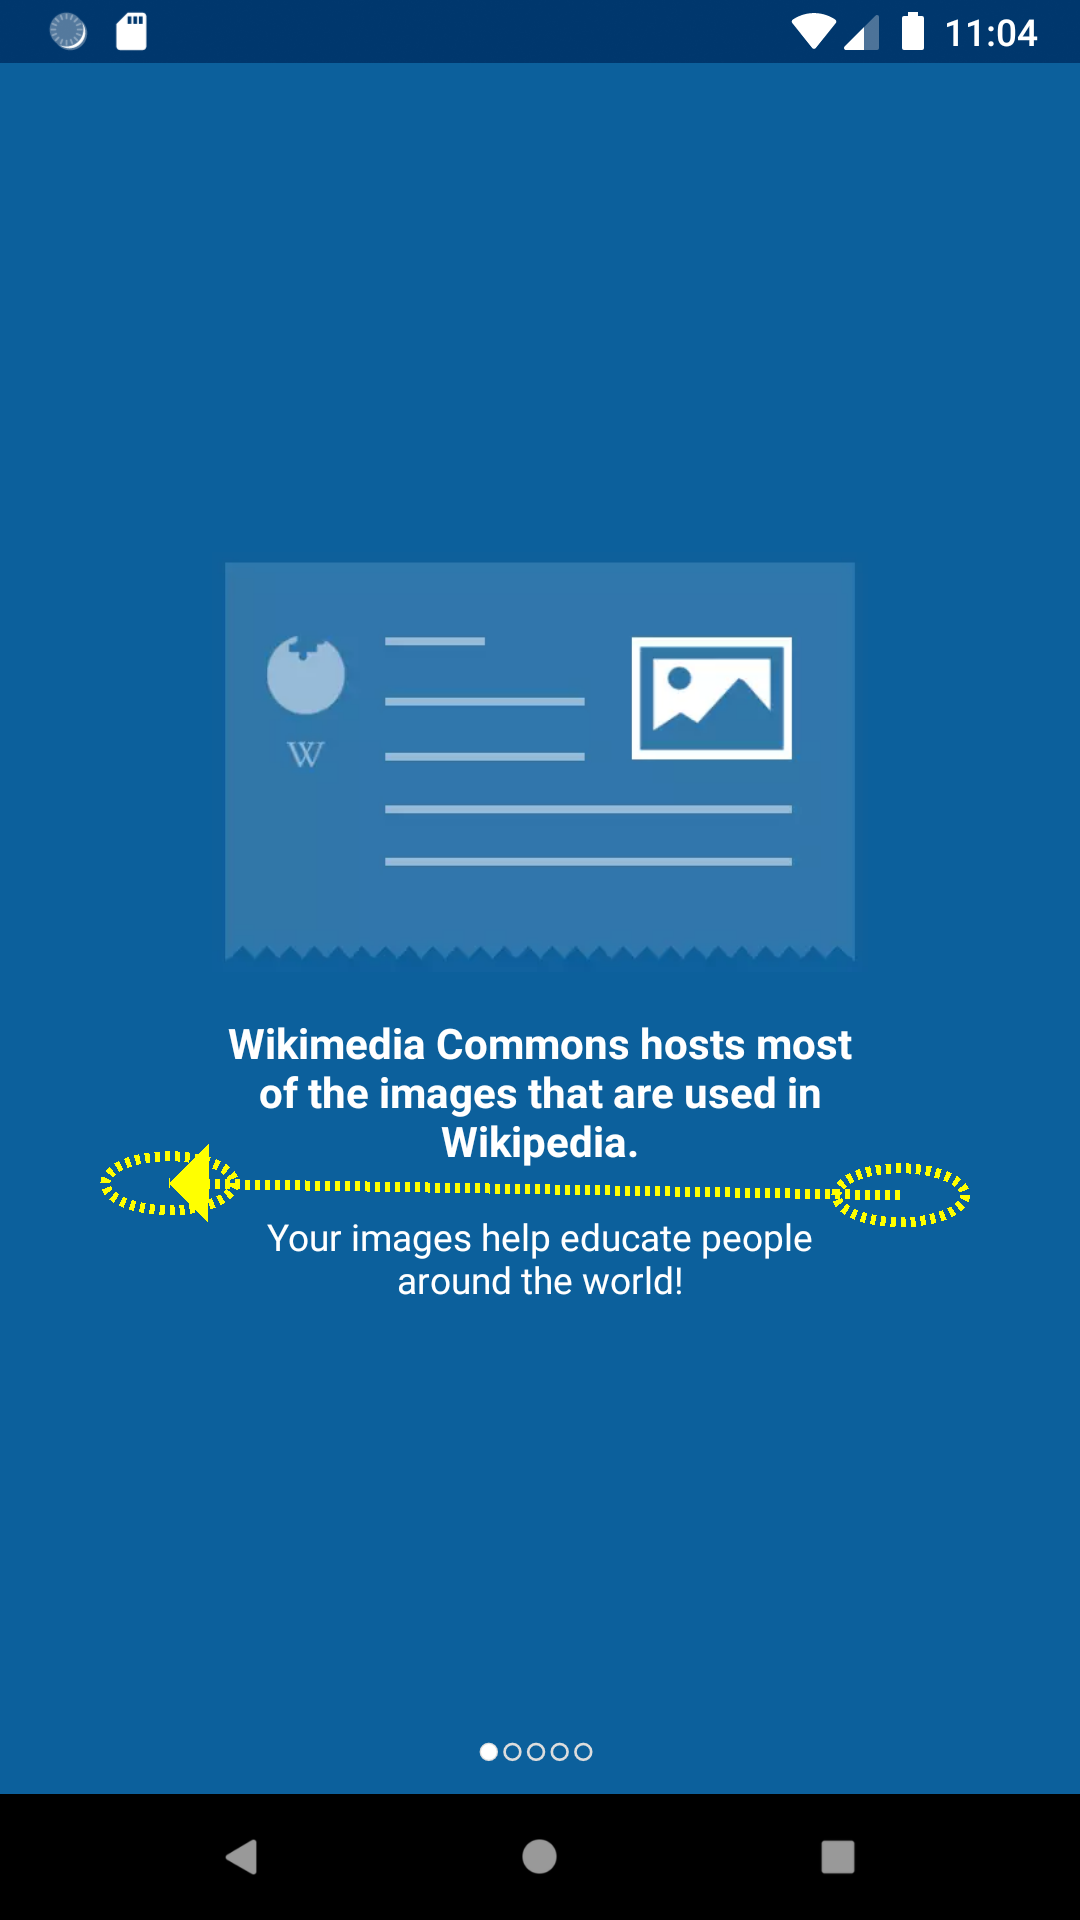 11:04
W
Wikimedia Commons hosts most
of the images that are used in
Wikipedia.
Your images help educate people
around the world!